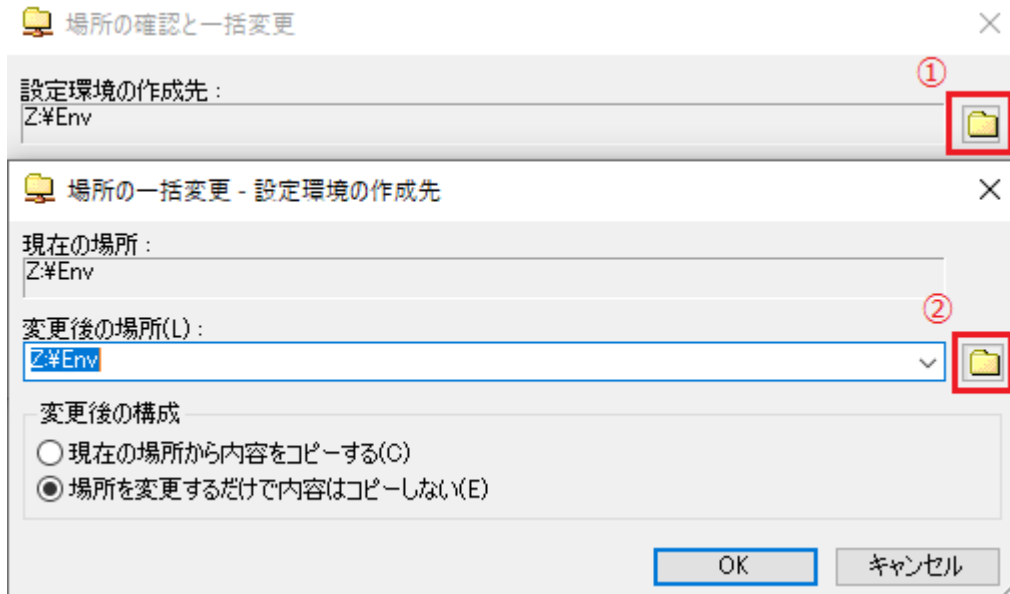 場所の確認と一括変更
①
設定環境の作成先：
Z:¥Env
場所の一括変更 - 設定環境の作成先
現在の場所：
Z:¥Env
②
変更後の場所(L)：
Z:¥Env
変更後の構成
現在の場所から内容をコピーする(C)
場所を変更するだけで内容はコピーしない(E)
OK
キャンセル